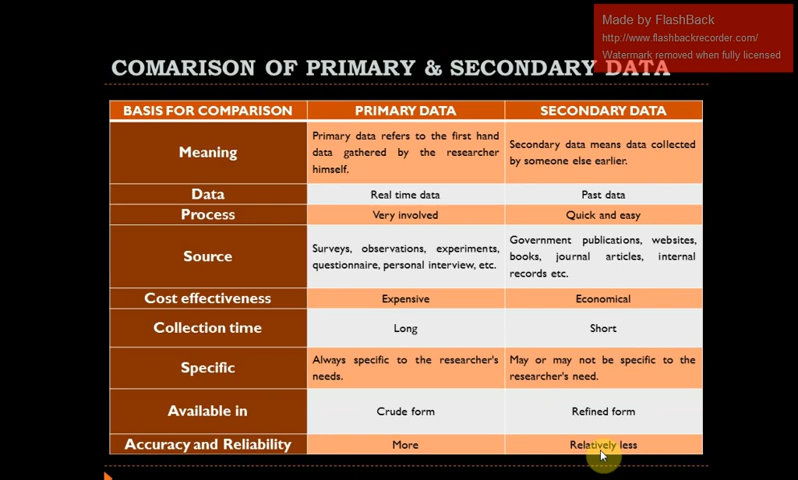 Made by FlashBack
http://www.flashbackrecorder.com/
Watermark removed when fully licensed
COMARISON OF PRIMARY & SECONDARY DATA
BASIS FOR COMPARISON PRIMARY DATA SECONDARY DATA
Meaning
Primary data refers to the first hand
data gathered by the researcher
himself.
Secondary data means data collected
by someone else earlier.
Data Real time data Past data
Process Very involved Quick and easy
Source
Surveys, observations, experiments,
questionnaire, personal interview, etc.
Government publications, websites,
books, journal articles, internal
records etc.
Cost effectiveness Expensive Economical
Collection time Long Short
Specific
Always specific to the researcher's
needs.
May or may not be specific to the
researcher's need.
Available in Crude form Refined form
Accuracy and Reliability More Relatively less